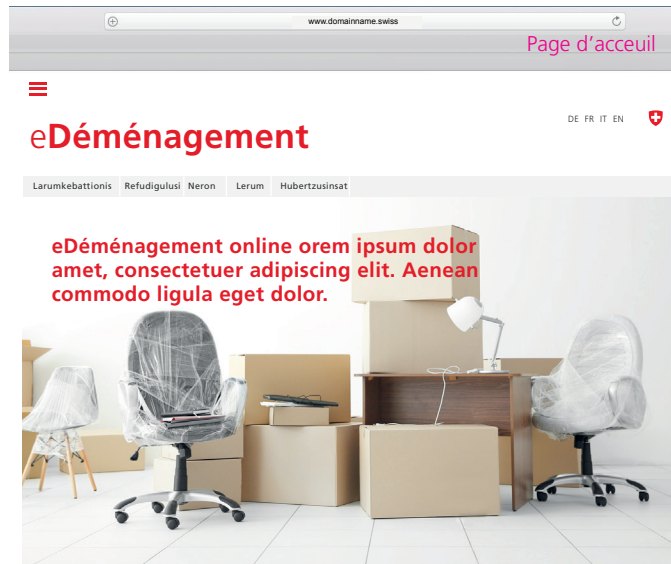 www.domainname.swiss
Page d’acceuil
DE FR IT EN
eDéménagement
Larumkebattionis Refudigulusi Neron Lerum Hubertzusinsat
eDéménagement online orem ipsum dolor
amet, consectetuer adipiscing elit. Aenean
commodo ligula eget dolor.